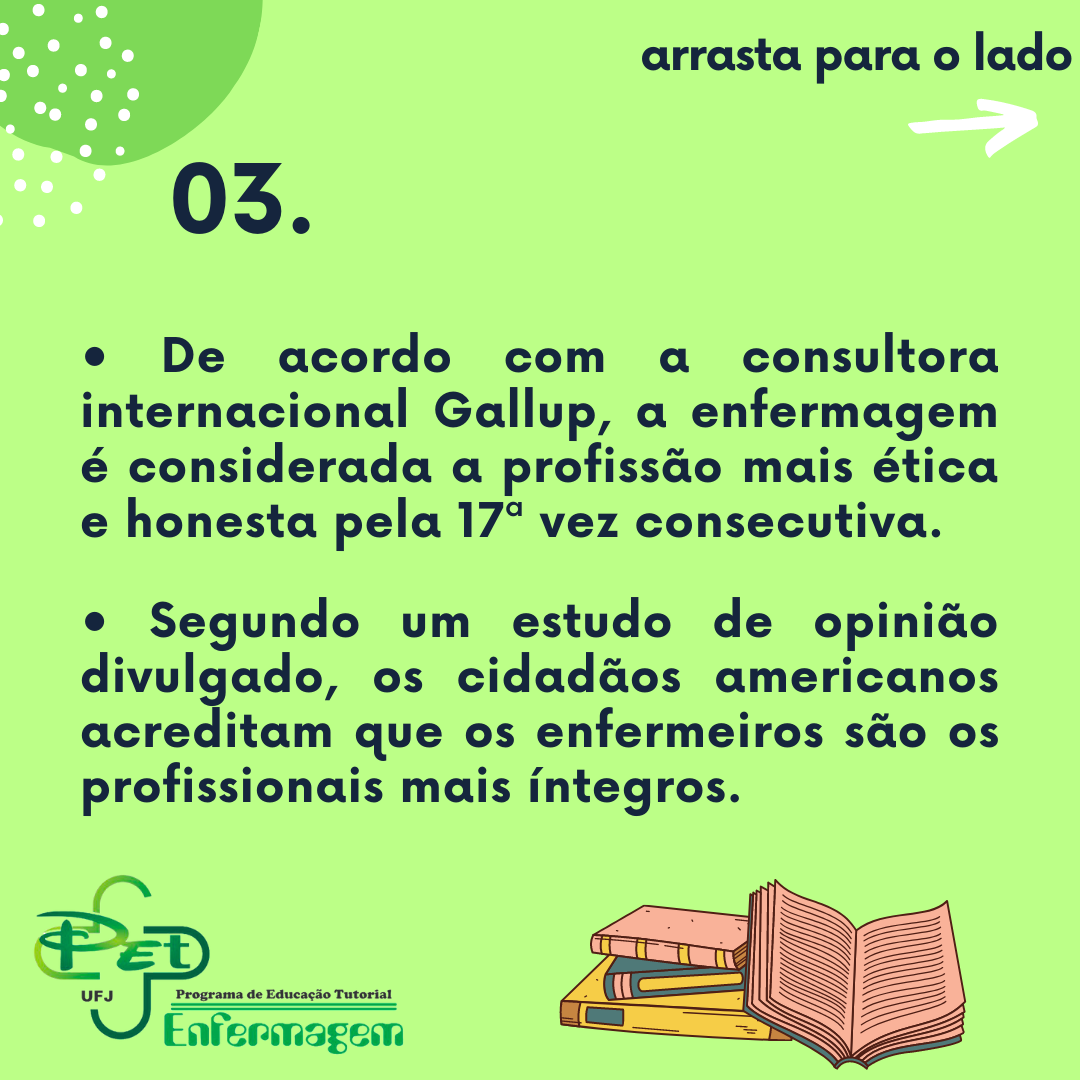 arrasta para o lado
03.
• De acordo com a consultora
internacional Gallup, a enfermagem
é considerada a profissão mais ética
e honesta pela 17ª vez consecutiva.
• Segundo um estudo de opinião
divulgado, os cidadãos americanos
acreditam que os enfermeiros são os
profissionais mais íntegros.
PET
UFJ
Programa de Educação Tutorial
Enfermagem